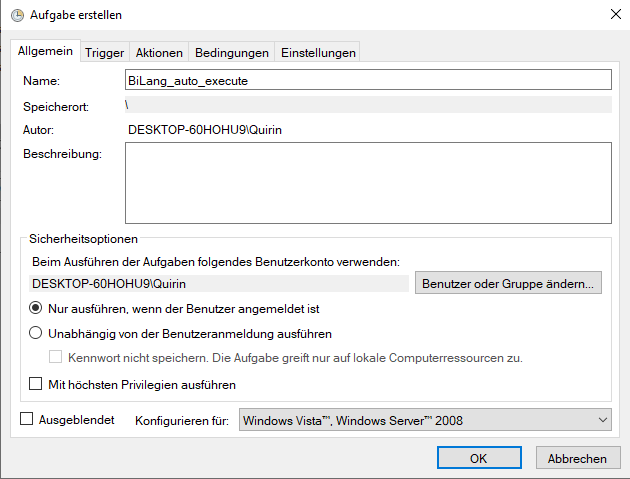 Aufgabe erstellen
Allgemein Trigger Aktionen Bedingungen Einstellungen
Name: BiLang_auto_execute
Speicherort: \
Autor: DESKTOP-60HOHU9\Quirin
Beschreibung:
Sicherheitsoptionen
Beim Ausführen der Aufgaben folgendes Benutzerkonto verwenden:
DESKTOP-60HOHU9\Quirin Benutzer oder Gruppe ändern...
Nur ausführen, wenn der Benutzer angemeldet ist
Unabhängig von der Benutzeranmeldung ausführen
Kennwort nicht speichern. Die Aufgabe greift nur auf lokale Computerressourcen zu.
Mit höchsten Privilegien ausführen
Ausgeblendet Konfigurieren für: Windows Vista™, Windows Server™ 2008
OK Abbrechen